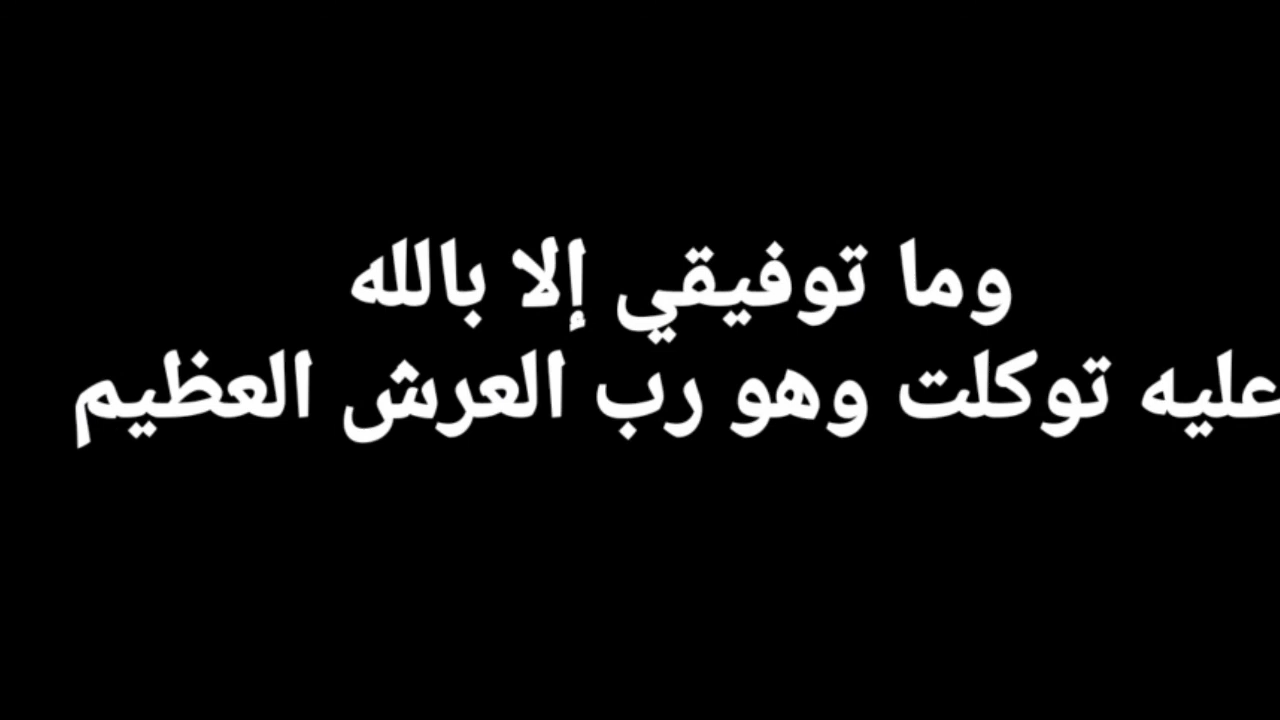 وما توفيقي إلا بالله
عليه توكلت وهو رب العرش العظيم